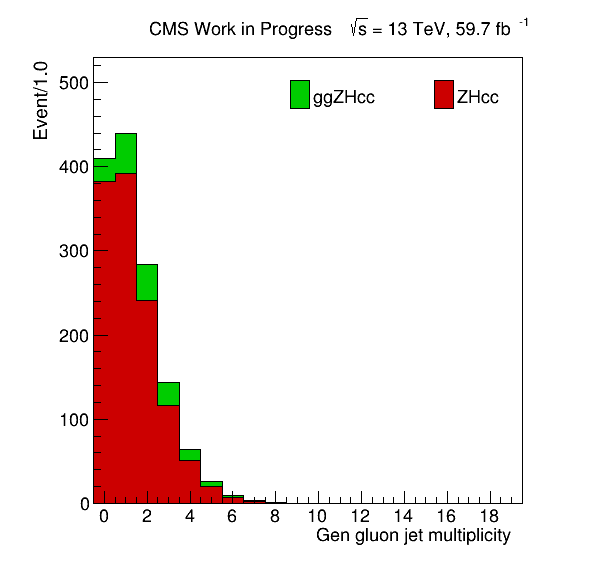 CMS Work in Progress √s = 13 TeV, 59.7 fb⁻¹
Event/1.0
500
400
300
200
100
0
ggZHcc ZHcc
0 2 4 6 8 10 12 14 16 18
Gen gluon jet multiplicity